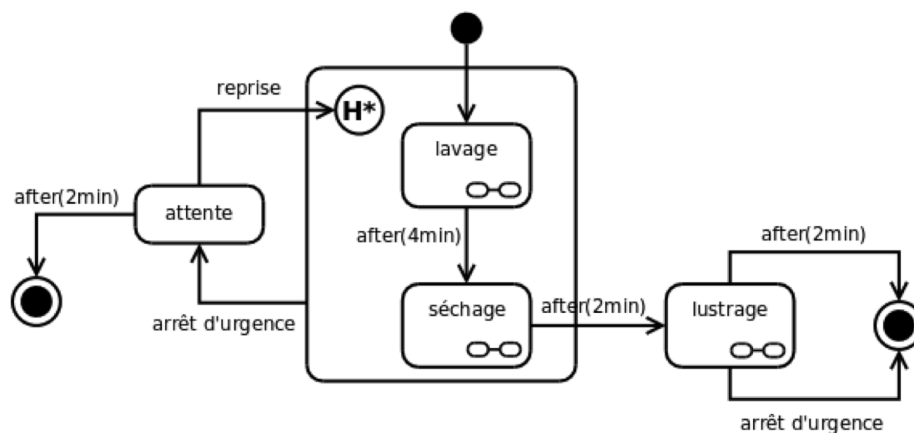 reprise
H*
lavage
after(2min)
attente
after(4min)
after(2min)
séchage
after(2min)
lustrage
arrêt d'urgence
arrêt d'urgence